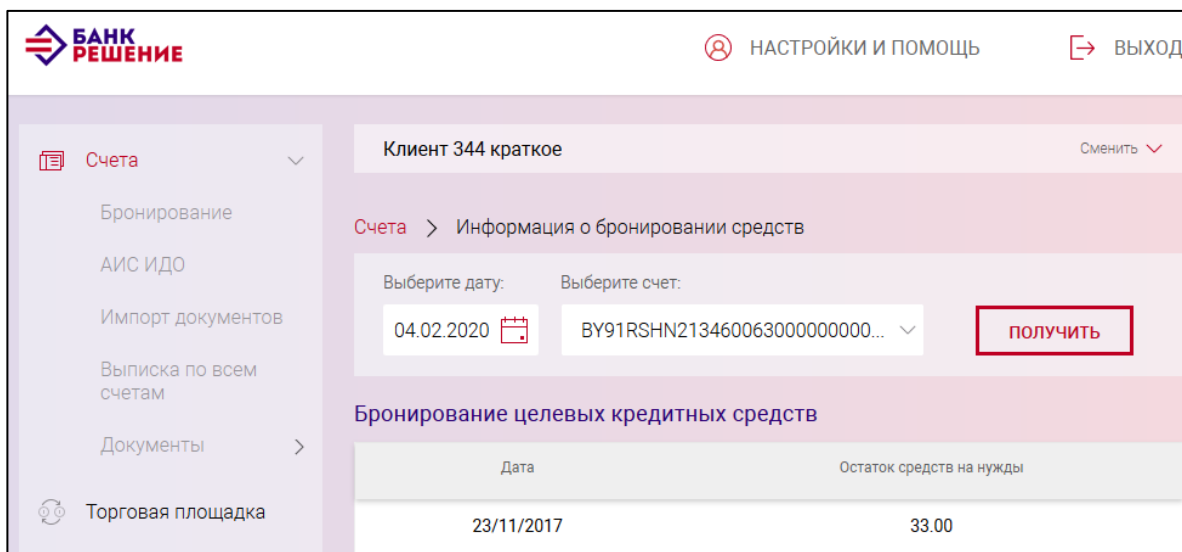 БАНК
РЕШЕНИЕ
НАСТРОЙКИ И ПОМОЩЬ
ВЫХОД
Счета
Бронирование
АИС ИДО
Импорт документов
Выписка по всем
счетам
Документы
Торговая площадка
Клиент 344 краткое
Сменить
Счета > Информация о бронировании средств
Выберите дату: Выберите счет:
04.02.2020 BY91RSHN213460063000000000... ПОЛУЧИТЬ
Бронирование целевых кредитных средств
Дата Остаток средств на нужды
23/11/2017 33.00